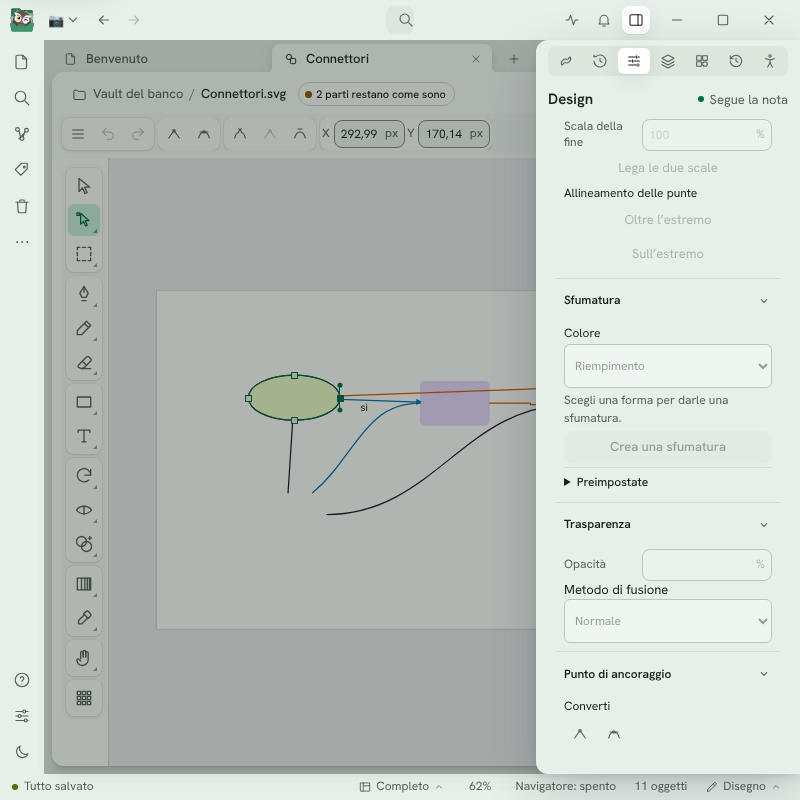 Benvenuto
Connettori
Vault del banco / Connettori.svg
2 parti restano come sono
X 292,99 px Y 170,14 px
sì
Design
Segue la nota
Scala della fine
100 %
Lega le due scale
Allineamento delle punte
Oltre l’estremo
Sull’estremo
Sfumatura
Colore
Riempimento
Scegli una forma per darle una
sfumatura.
Crea una sfumatura
Preimpostate
Trasparenza
Opacità %
Metodo di fusione
Normale
Punto di ancoraggio
Converti
Tutto salvato
Completo
62%
Navigatore: spento
11 oggetti
Disegno